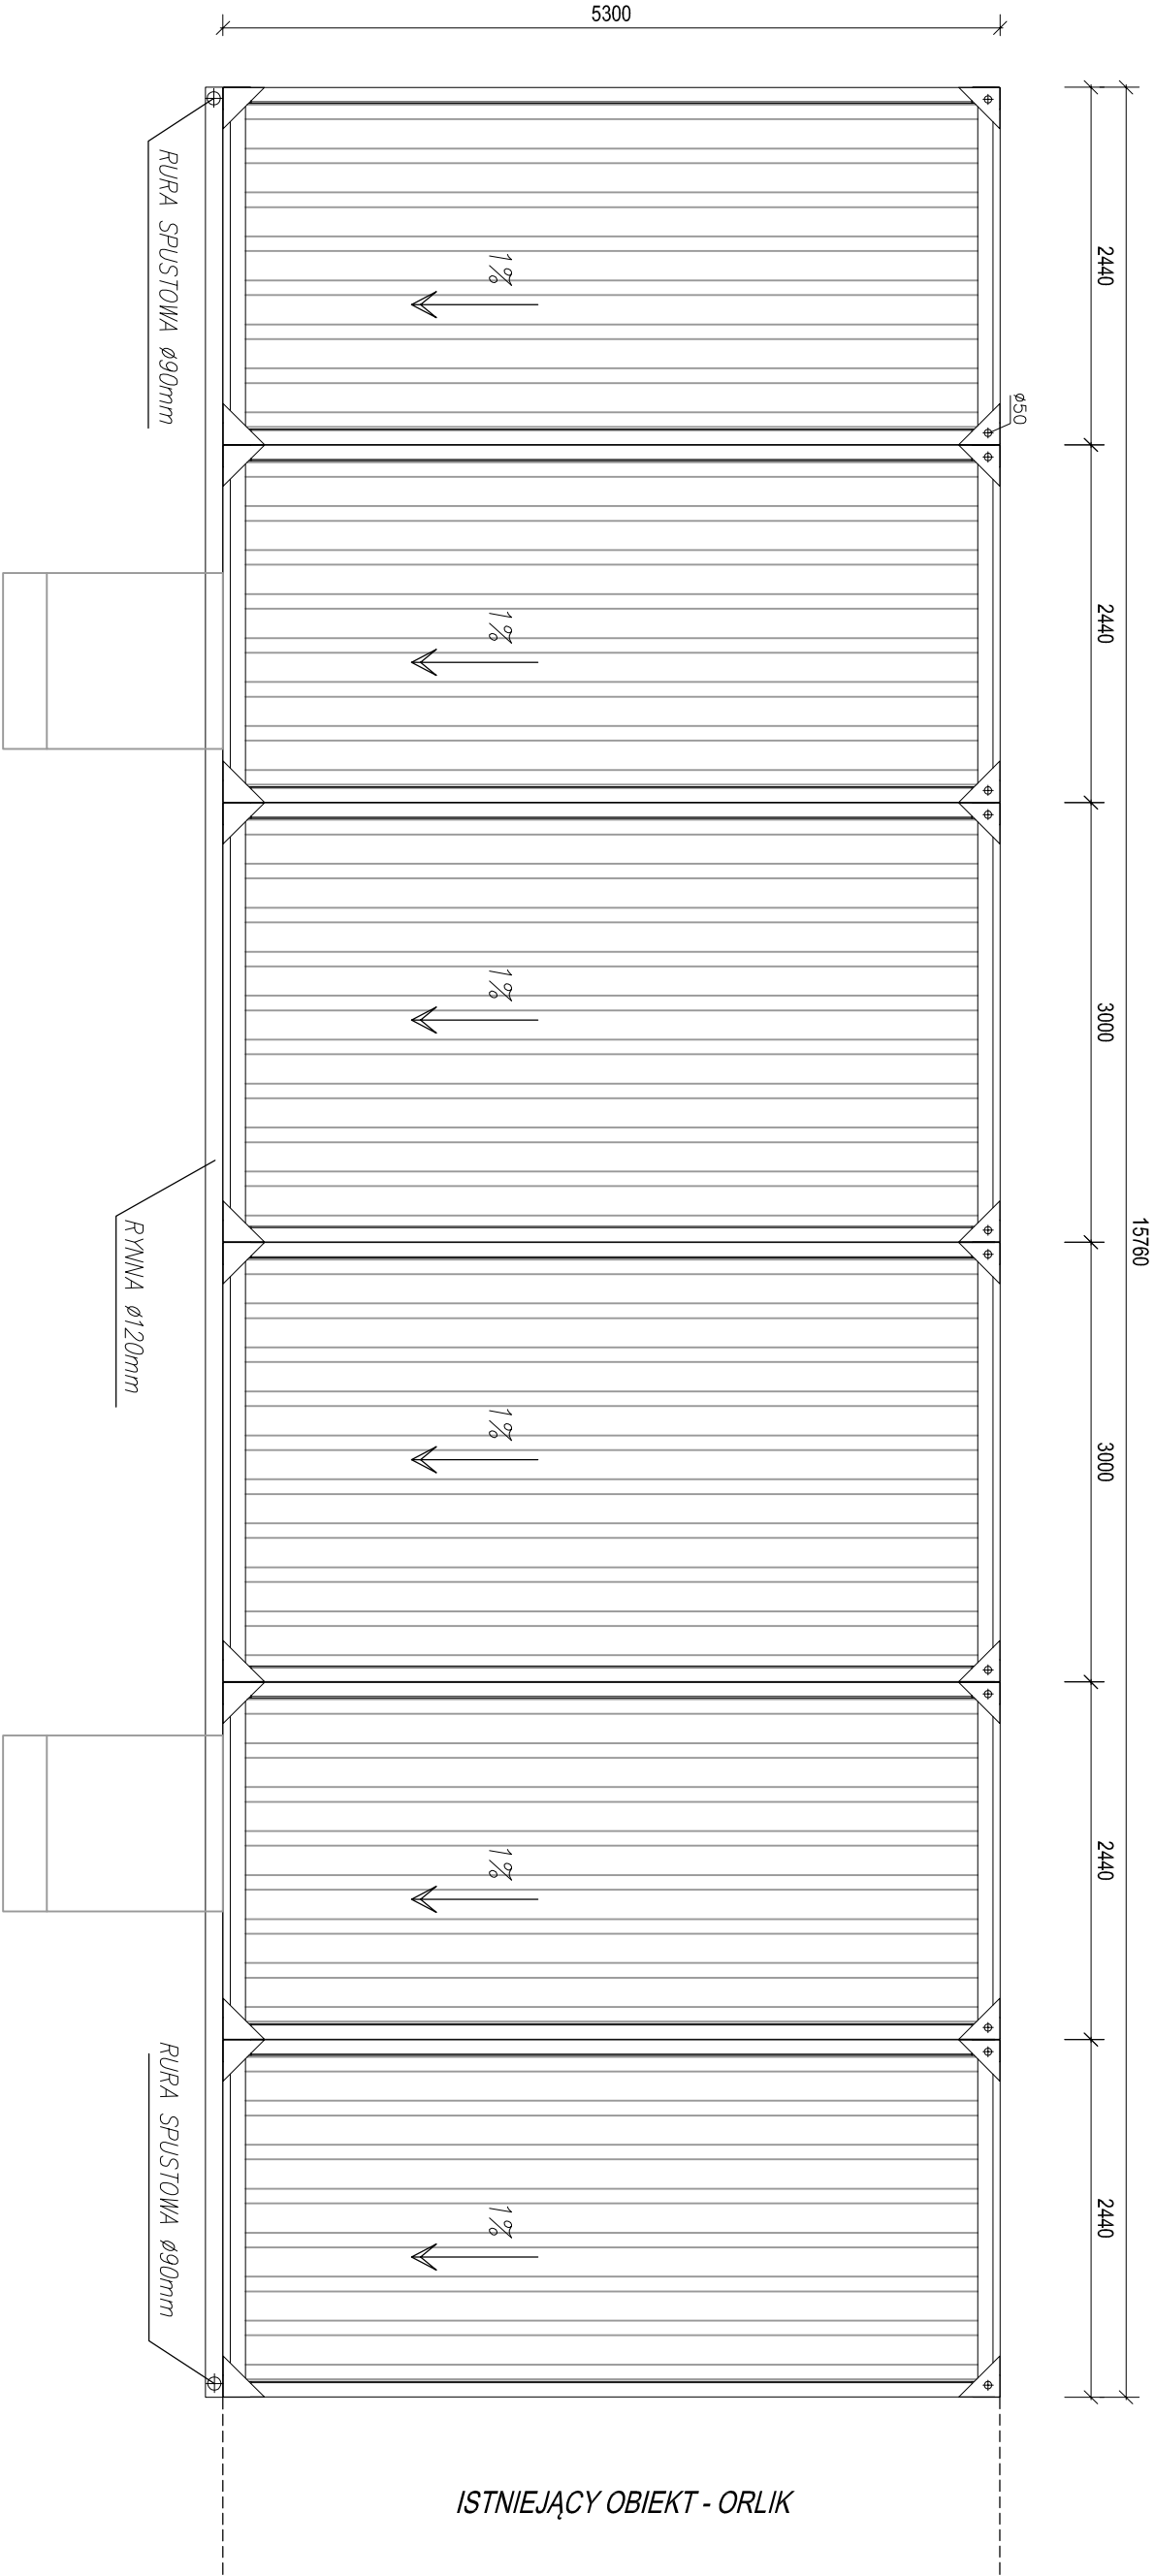 5300
15760
2440
2440
3000
3000
2440
2440
ø50
1%
1%
1%
1%
1%
1%
RURA SPUSTOWA ø90mm
RYNNA ø120mm
RURA SPUSTOWA ø90mm
ISTNIEJĄCY OBIEKT - ORLIK